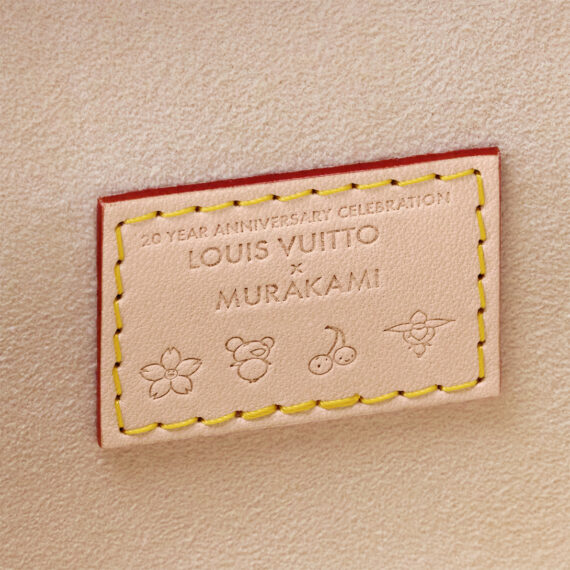 20 YEAR ANNIVERSARY CELEBRATION
LOUIS VUITTO
x
MURAKAMI